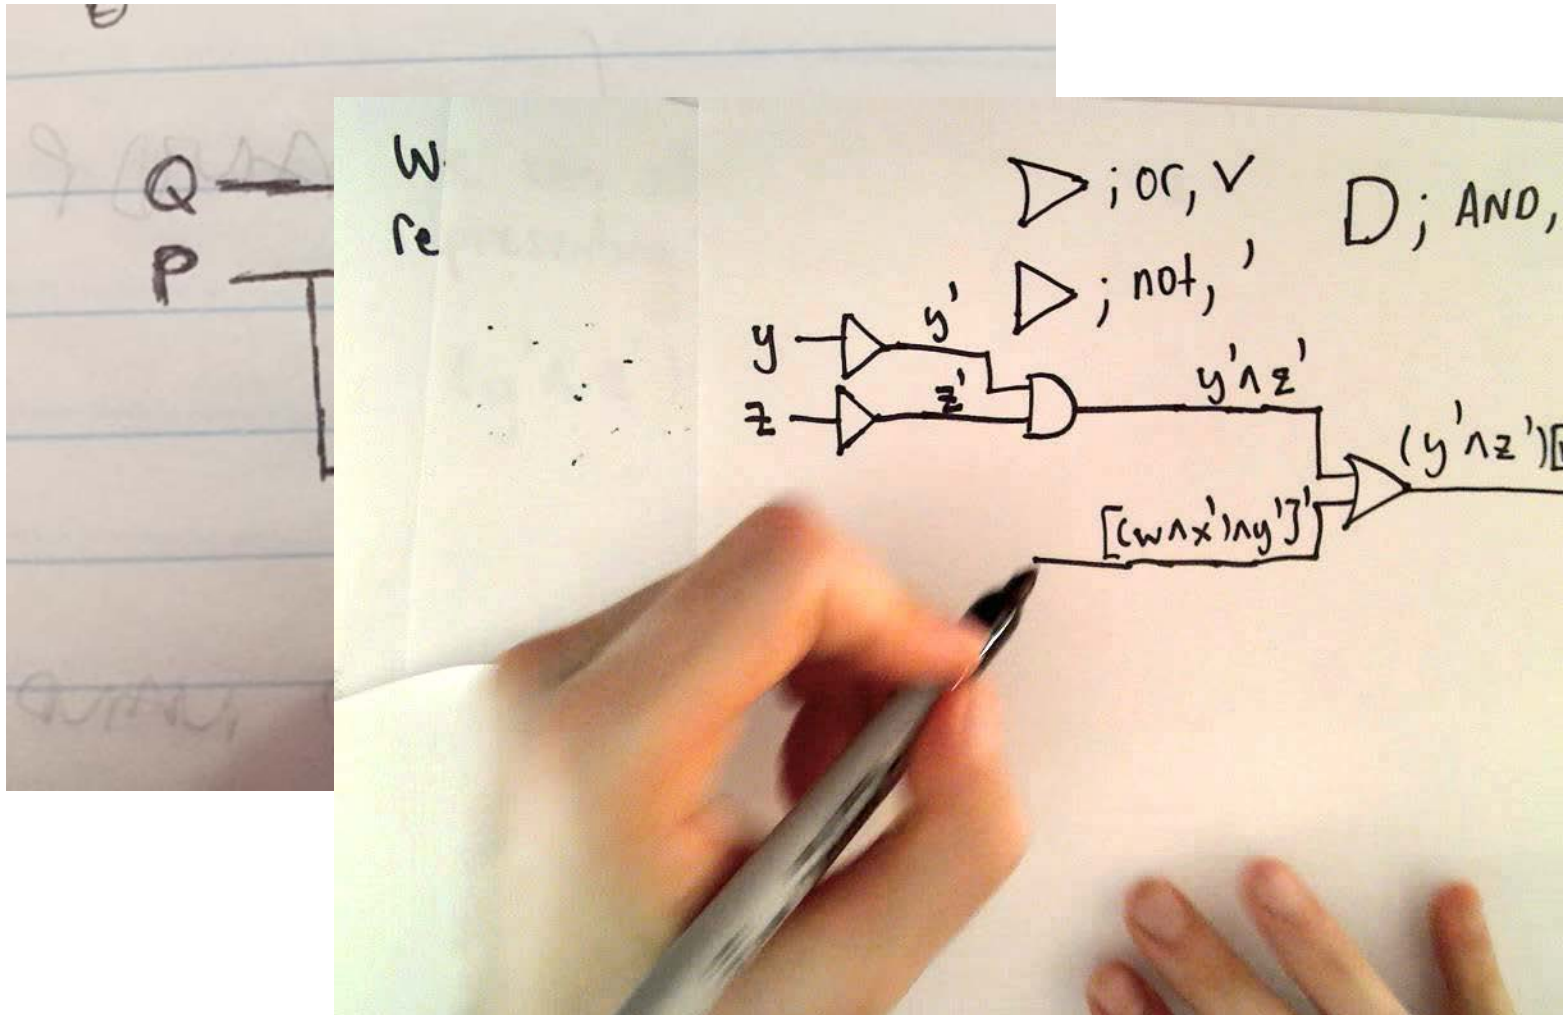 Q
P
W
re
; or, ∨
D; AND,
; not, '
y
y'
z
z'
y'∧z'
(y'∧z')[
[(w∧x')∧y']'